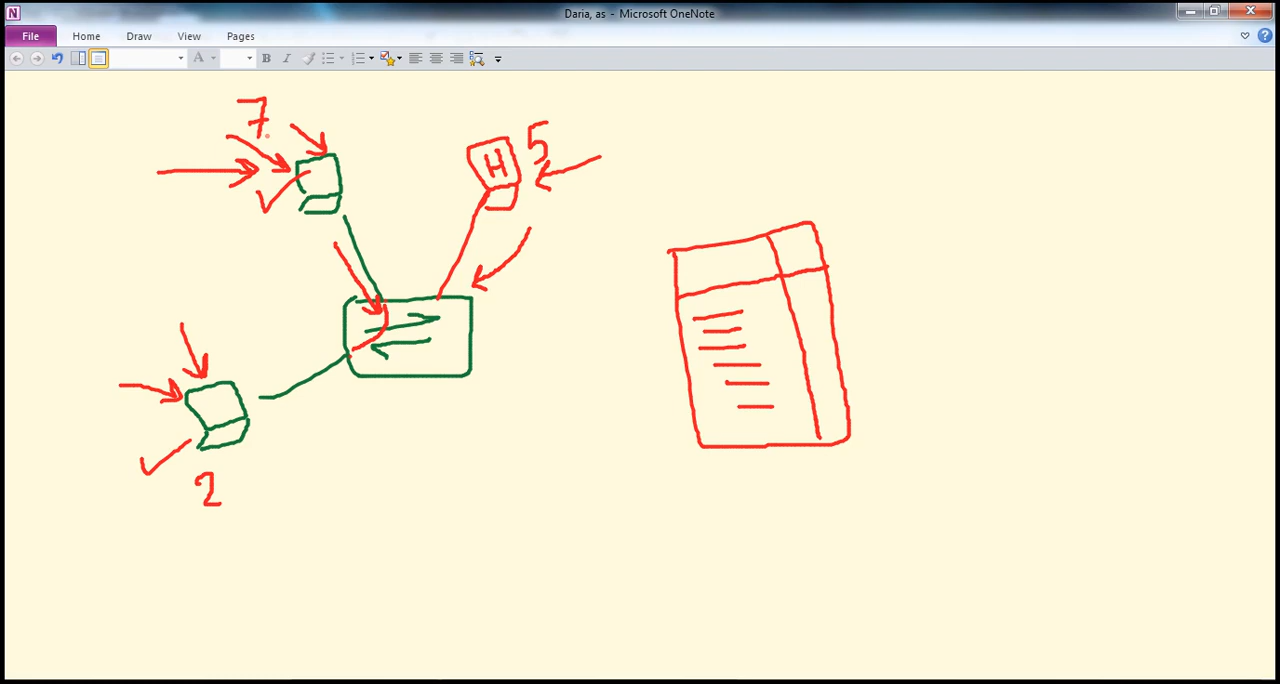 Daria, as - Microsoft OneNote
File Home Draw View Pages
A B I
7
5
H
2